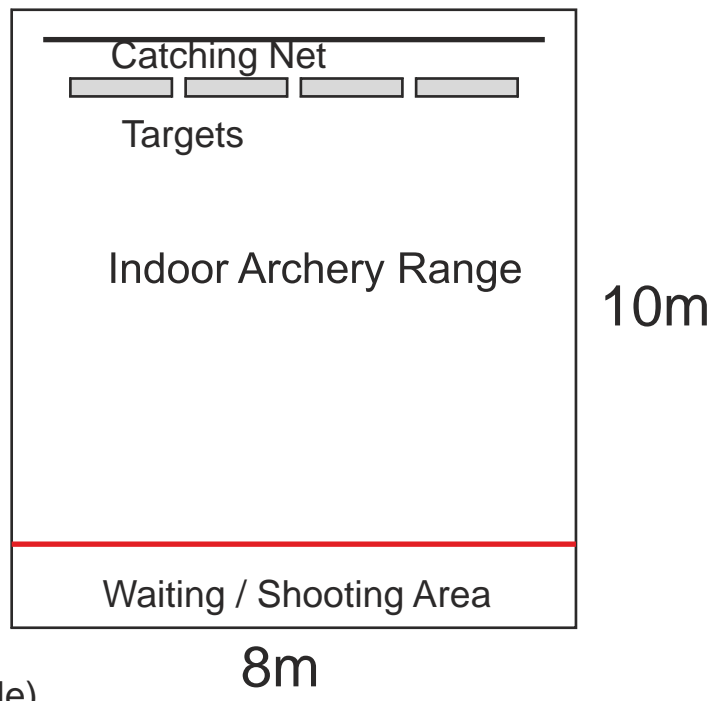 Catching Net
Targets
Indoor Archery Range
10m
Waiting / Shooting Area
8m